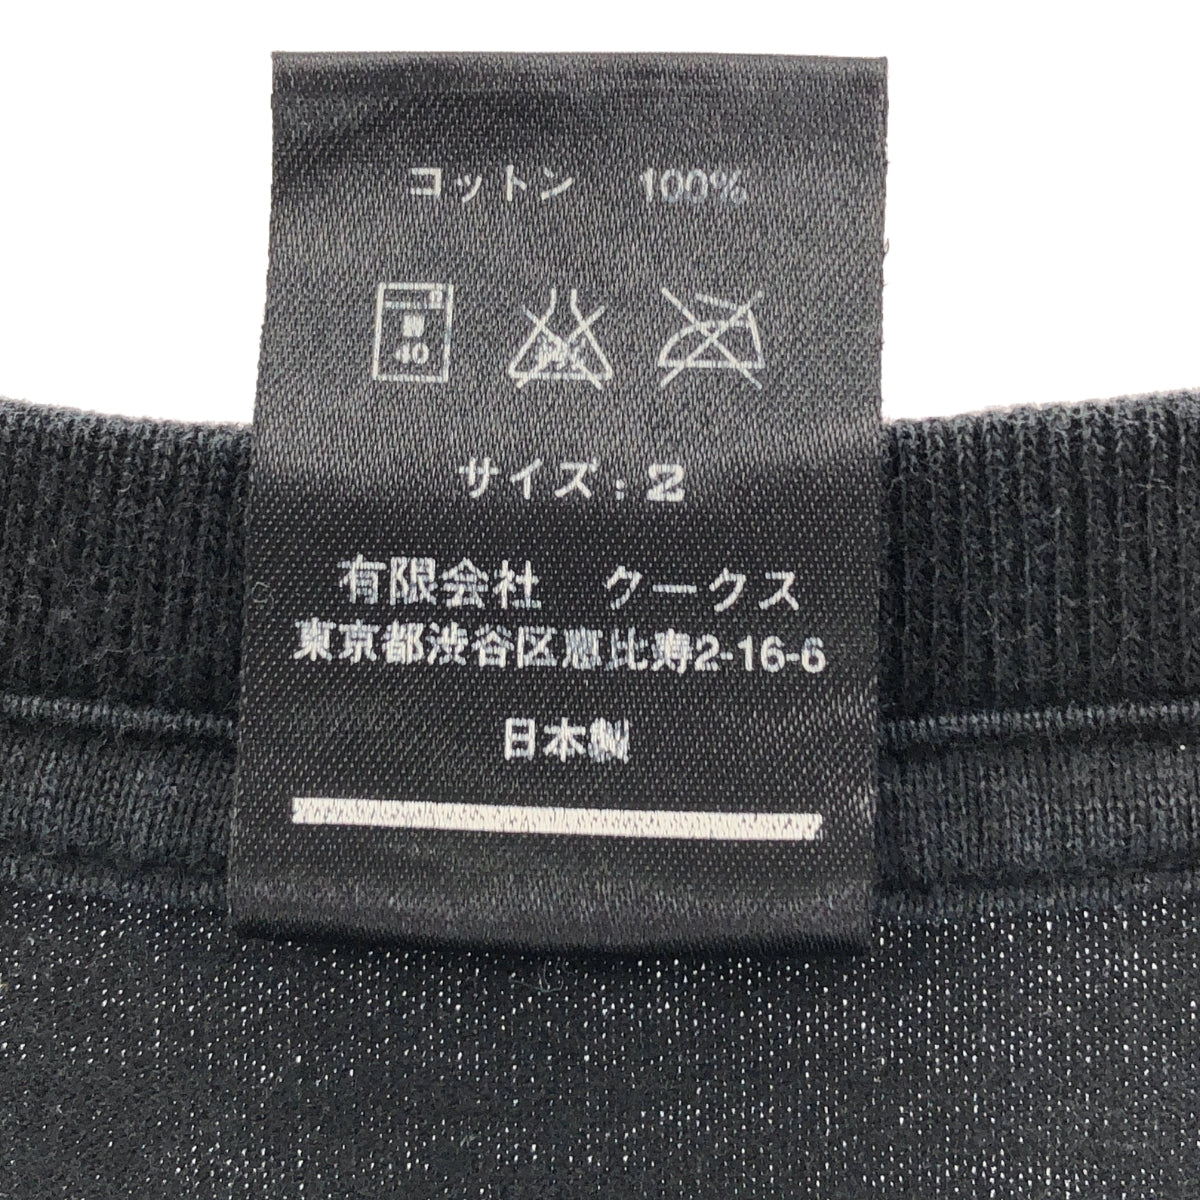 コットン 100%
40
サイズ : 2
有限会社 クークス
東京都渋谷区恵比寿2-16-6
日本製